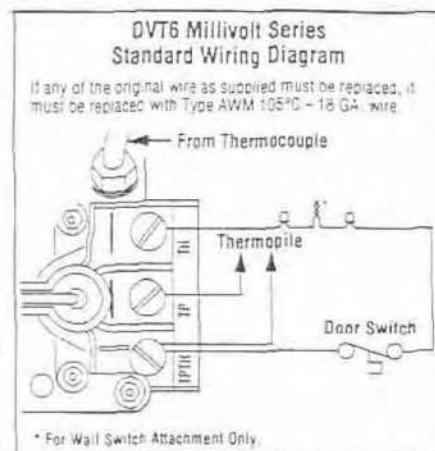 DVT6 Millivolt Series
Standard Wiring Diagram
If any of the original wire as supplied must be replaced, it
must be replaced with Type AWM 105°C - 18 GA. wire.
From Thermocouple
TH
Thermopile
TP
Door Switch
TPTH
* For Wall Switch Attachment Only.